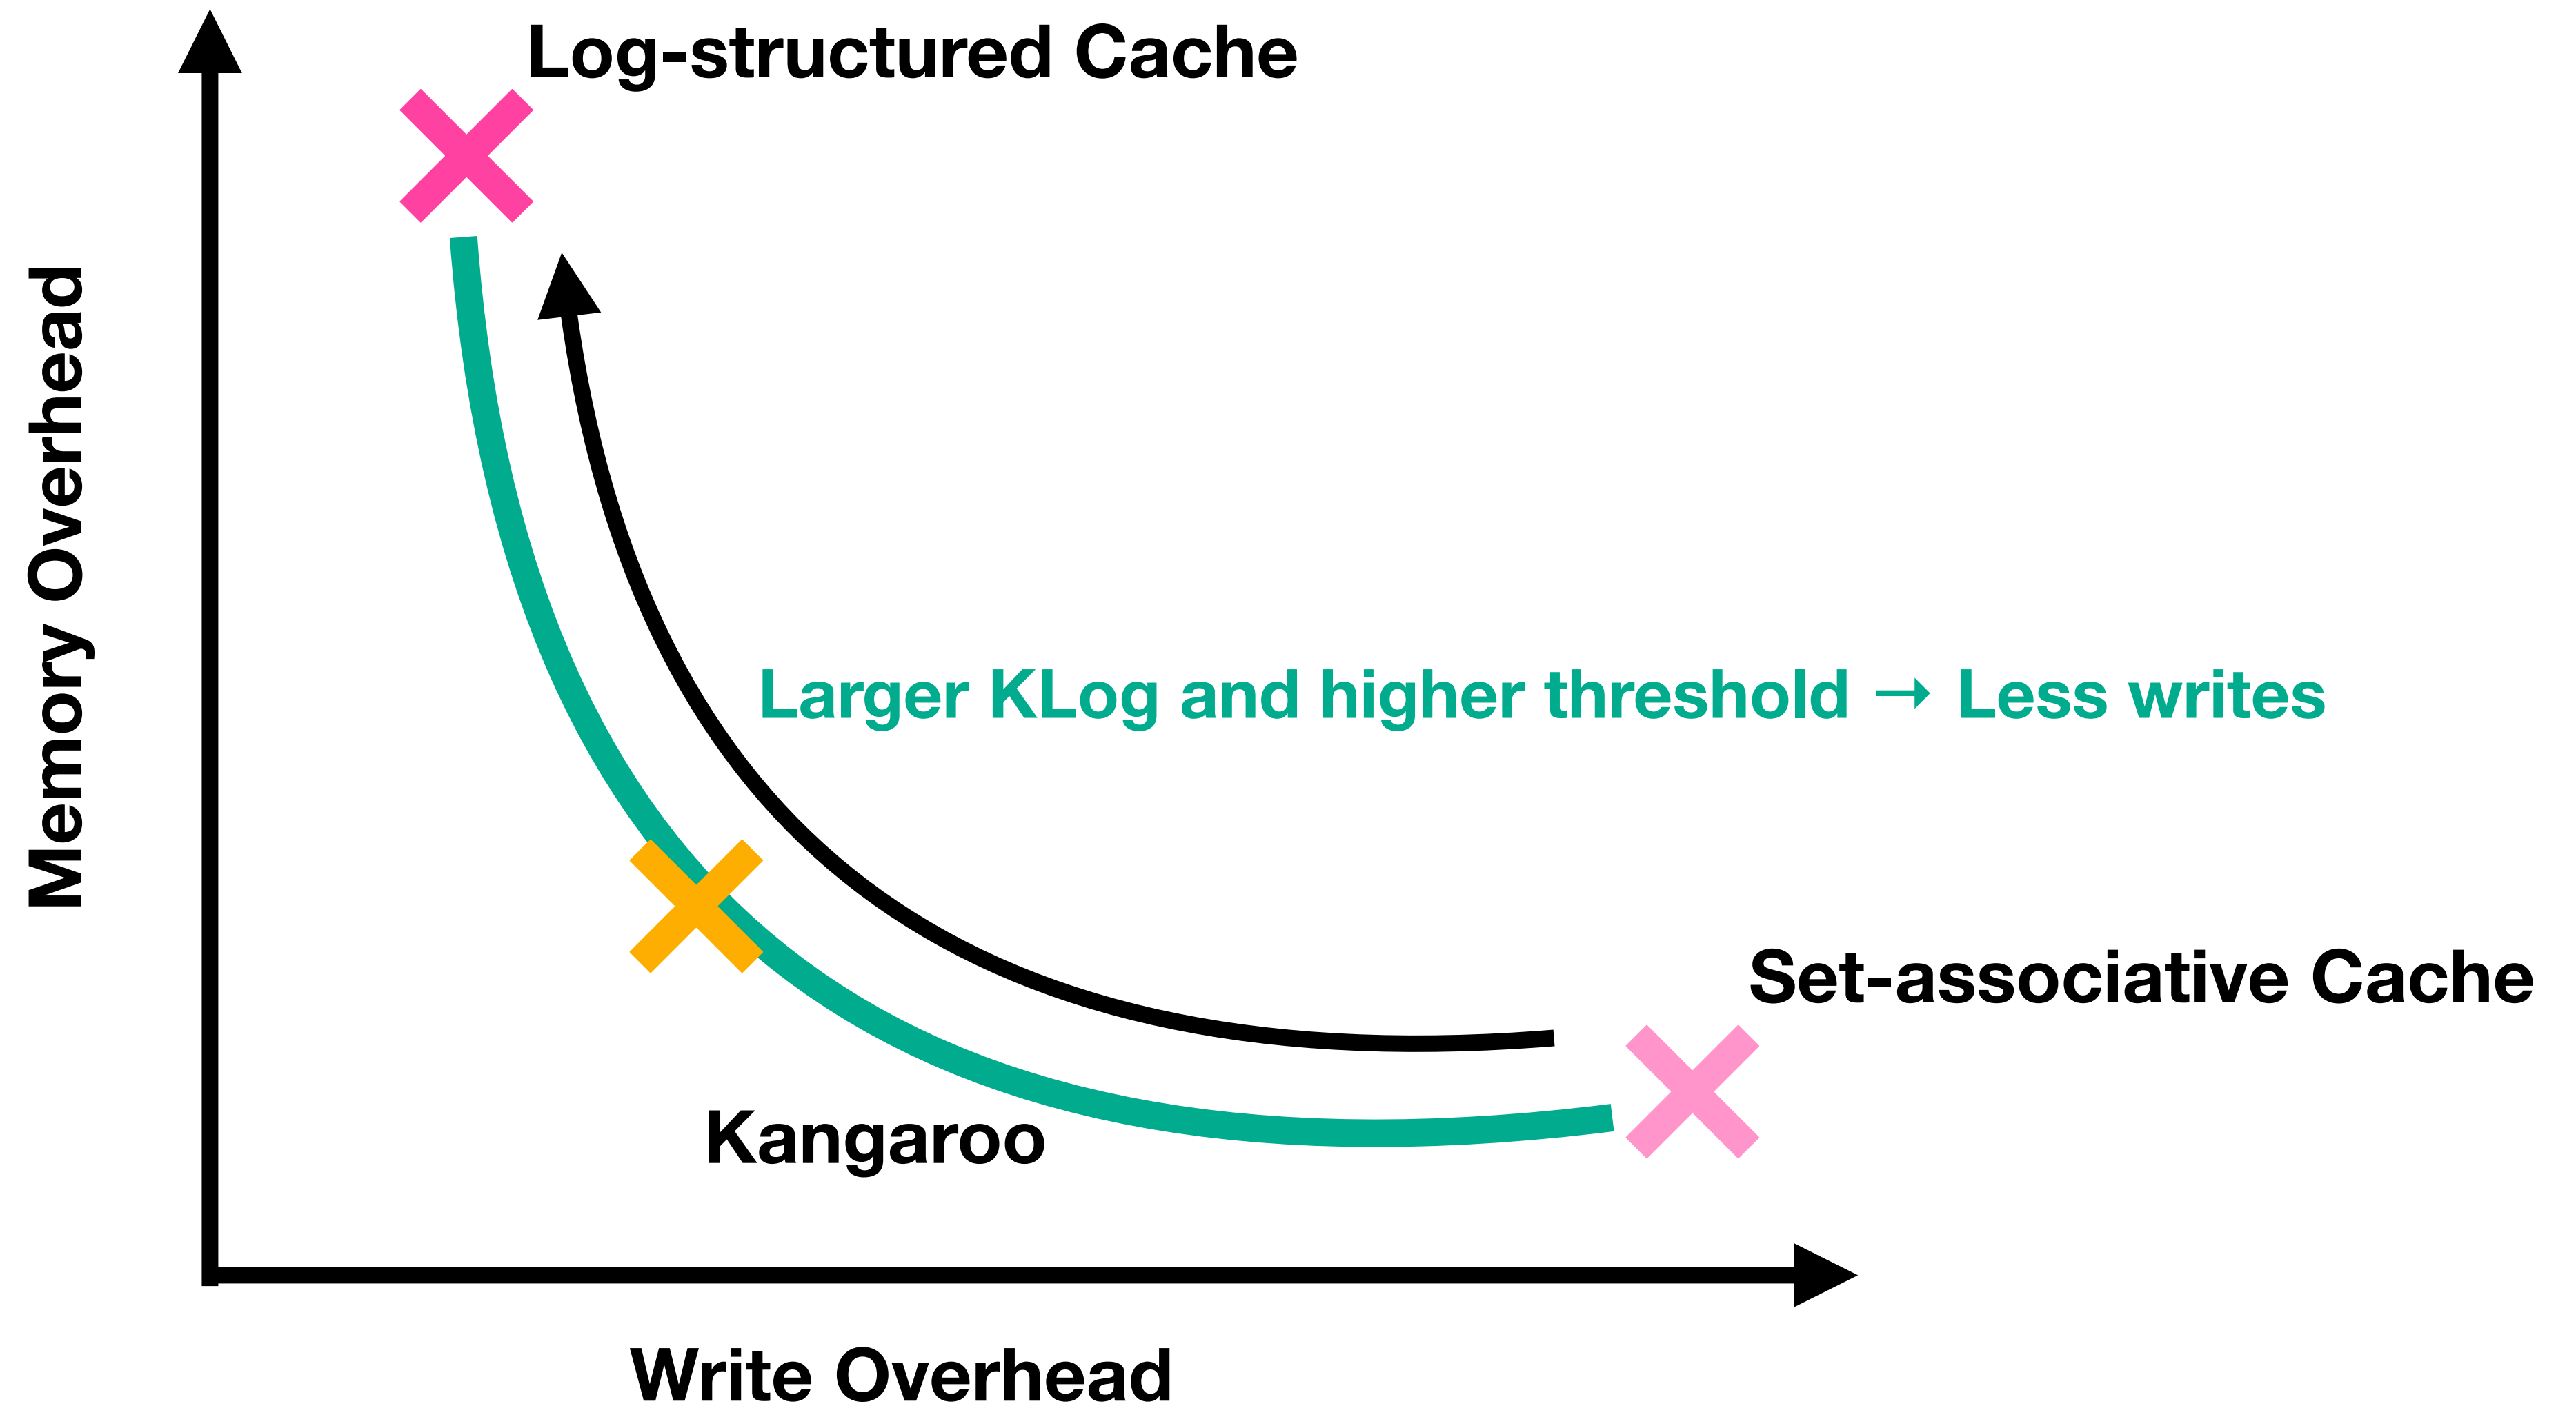 Log-structured Cache
Memory Overhead
Larger KLog and higher threshold → Less writes
Set-associative Cache
Kangaroo
Write Overhead